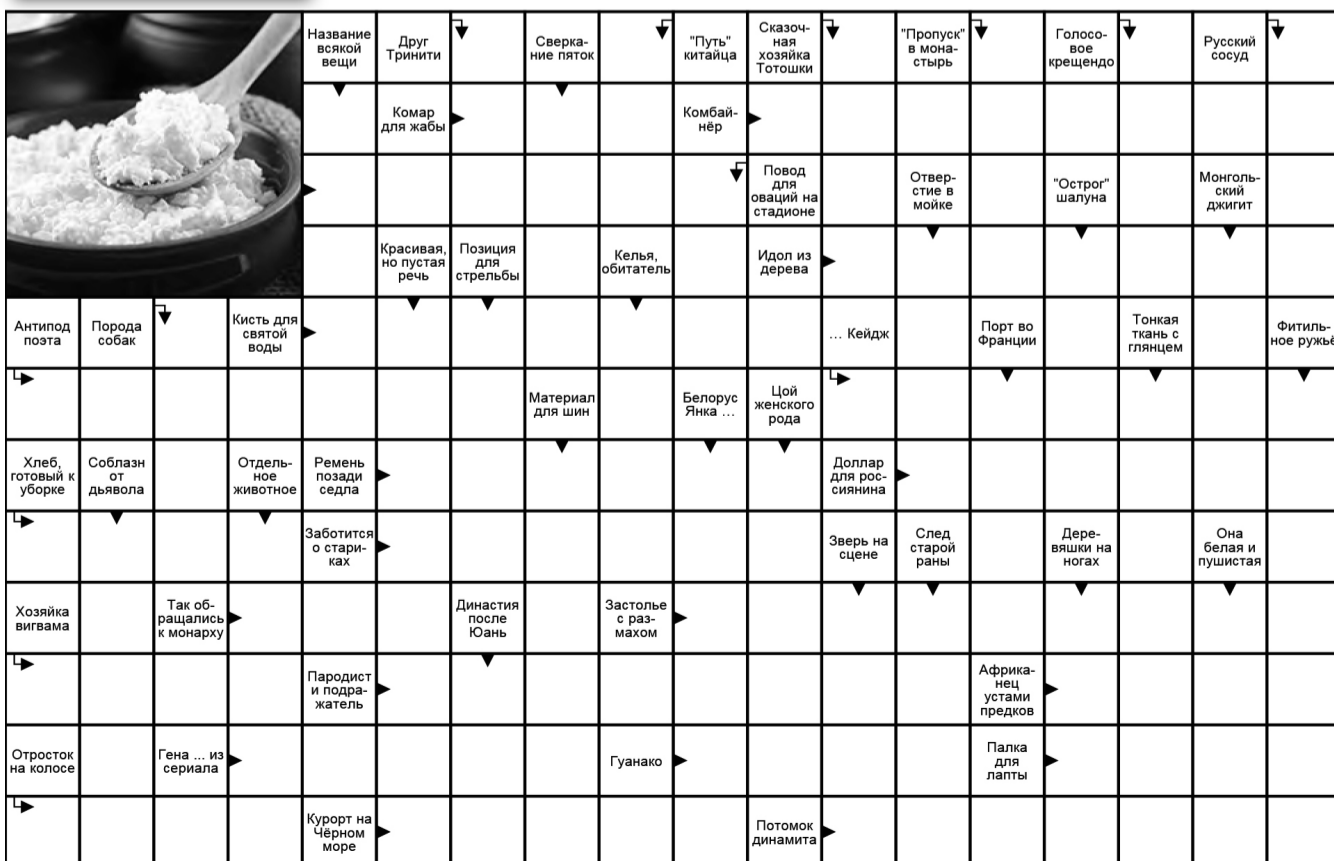 Название
всякой
вещи
Друг
Тринити
Сверка-
ние пяток
"Путь"
китайца
Сказоч-
ная
хозяйка
Тотошки
"Пропуск"
в мона-
стырь
Голосо-
вое
крещендо
Русский
сосуд
Комар
для жабы
Комбай-
нёр
Повод
для
оваций на
стадионе
Отвер-
стие в
мойке
"Острог"
шалуна
Монголь-
ский
джигит
Красивая,
но пустая
речь
Позиция
для
стрельбы
Келья,
обитатель
Идол из
дерева
Антипод
поэта
Порода
собак
Кисть для
святой
воды
... Кейдж
Порт во
Франции
Тонкая
ткань с
глянцем
Фитиль-
ное ружьё
Материал
для шин
Белорус
Янка ...
Цой
женского
рода
Хлеб,
готовый к
уборке
Соблазн
от
дьявола
Отдель-
ное
животное
Ремень
позади
седла
Доллар
для рос-
сиянина
Заботится
о стари-
ках
Зверь на
сцене
След
старой
раны
Дере-
вяшки на
ногах
Она
белая и
пушистая
Хозяйка
вигвама
Так об-
ращались
к монарху
Династия
после
Юань
Застолье
с раз-
махом
Пародист
и подра-
жатель
Африка-
нец
устами
предков
Отросток
на колосе
Гена ... из
сериала
Гуанако
Палка
для
лапты
Курорт на
Чёрном
море
Потомок
динамита